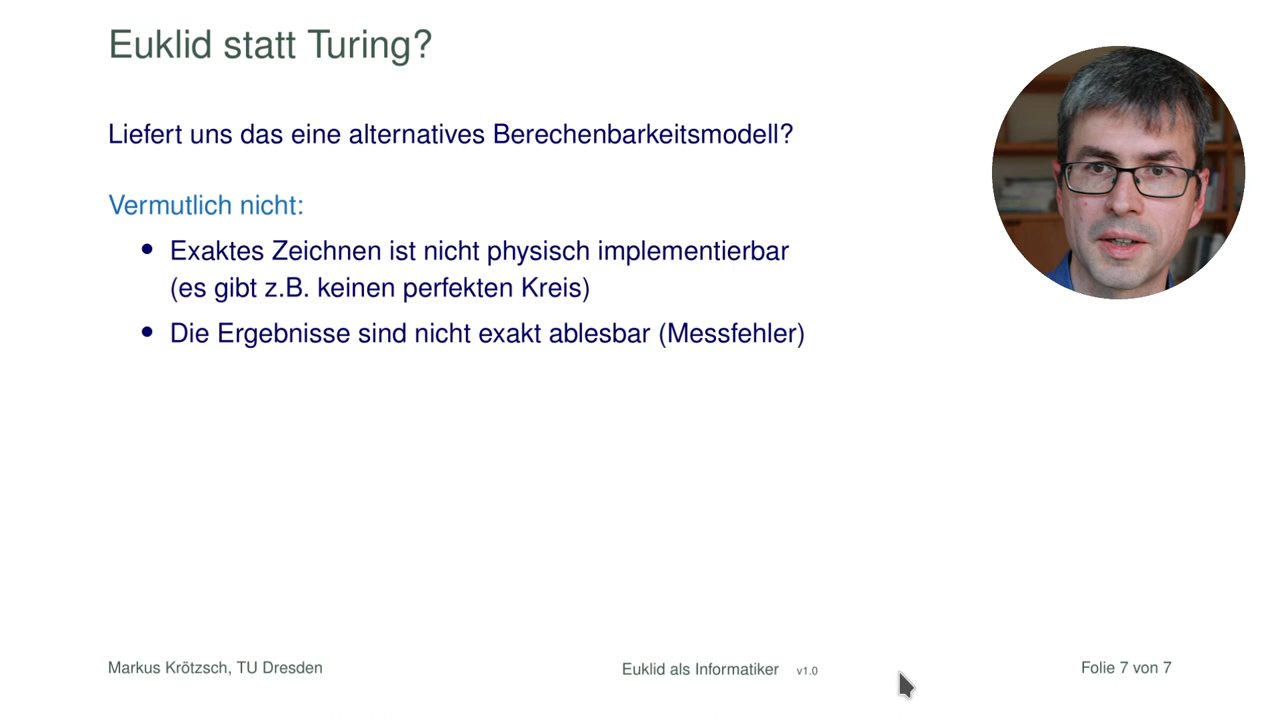 Euklid statt Turing?
Liefert uns das eine alternatives Berechenbarkeitsmodell?
Vermutlich nicht:
• Exaktes Zeichnen ist nicht physisch implementierbar
(es gibt z.B. keinen perfekten Kreis)
• Die Ergebnisse sind nicht exakt ablesbar (Messfehler)
Markus Krötzsch, TU Dresden
Euklid als Informatiker v1.0
Folie 7 von 7